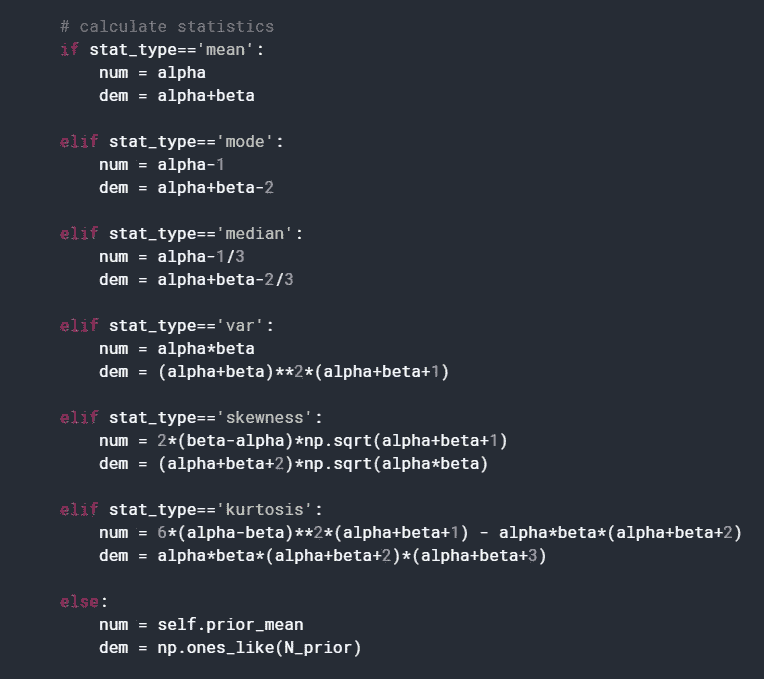 # calculate statistics
if stat_type=='mean':
    num = alpha
    dem = alpha+beta
elif stat_type=='mode':
    num = alpha-1
    dem = alpha+beta-2
elif stat_type=='median':
    num = alpha-1/3
    dem = alpha+beta-2/3
elif stat_type=='var':
    num = alpha*beta
    dem = (alpha+beta)**2*(alpha+beta+1)
elif stat_type=='skewness':
    num = 2*(beta-alpha)*np.sqrt(alpha+beta+1)
    dem = (alpha+beta+2)*np.sqrt(alpha*beta)
elif stat_type=='kurtosis':
    num = 6*(alpha-beta)**2*(alpha+beta+1) - alpha*beta*(alpha+beta+2)
    dem = alpha*beta*(alpha+beta+2)*(alpha+beta+3)
else:
    num = self.prior_mean
    dem = np.ones_like(N_prior)